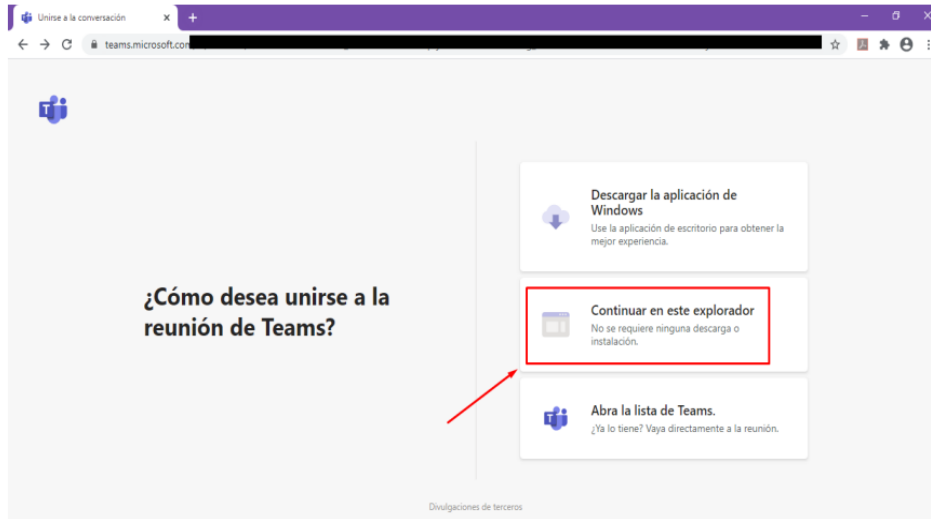 Unirse a la conversación
teams.microsoft.com
¿Cómo desea unirse a la
reunión de Teams?
Descargar la aplicación de
Windows
Use la aplicación de escritorio para obtener la
mejor experiencia.
Continuar en este explorador
No se requiere ninguna descarga o
instalación.
Abra la lista de Teams.
¿Ya lo tiene? Vaya directamente a la reunión.
Divulgaciones de terceros